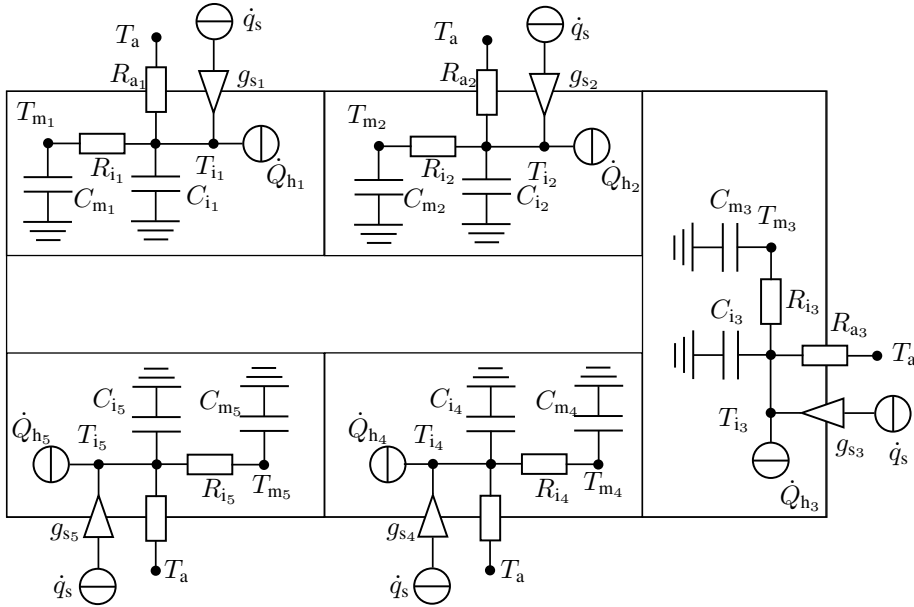 Tₐ q̇ₛ Tₐ q̇ₛ
Rₐ₁ gₛ₁ Rₐ₂ gₛ₂
Tₘ₁ Tₘ₂
Rᵢ₁ Tᵢ₁ Q̇ₕ₁ Rᵢ₂ Tᵢ₂ Q̇ₕ₂
Cₘ₁ Cᵢ₁ Cₘ₂ Cᵢ₂
Cₘ₃ Tₘ₃
Rᵢ₃
Cᵢ₃ Rₐ₃
Tₐ
Tᵢ₃
gₛ₃ q̇ₛ
Q̇ₕ₃
Cᵢ₅ Cₘ₅ Cᵢ₄ Cₘ₄
Q̇ₕ₅ Tᵢ₅ Q̇ₕ₄ Tᵢ₄
Rᵢ₅ Tₘ₅ Rᵢ₄ Tₘ₄
gₛ₅ gₛ₄
q̇ₛ Tₐ q̇ₛ Tₐ